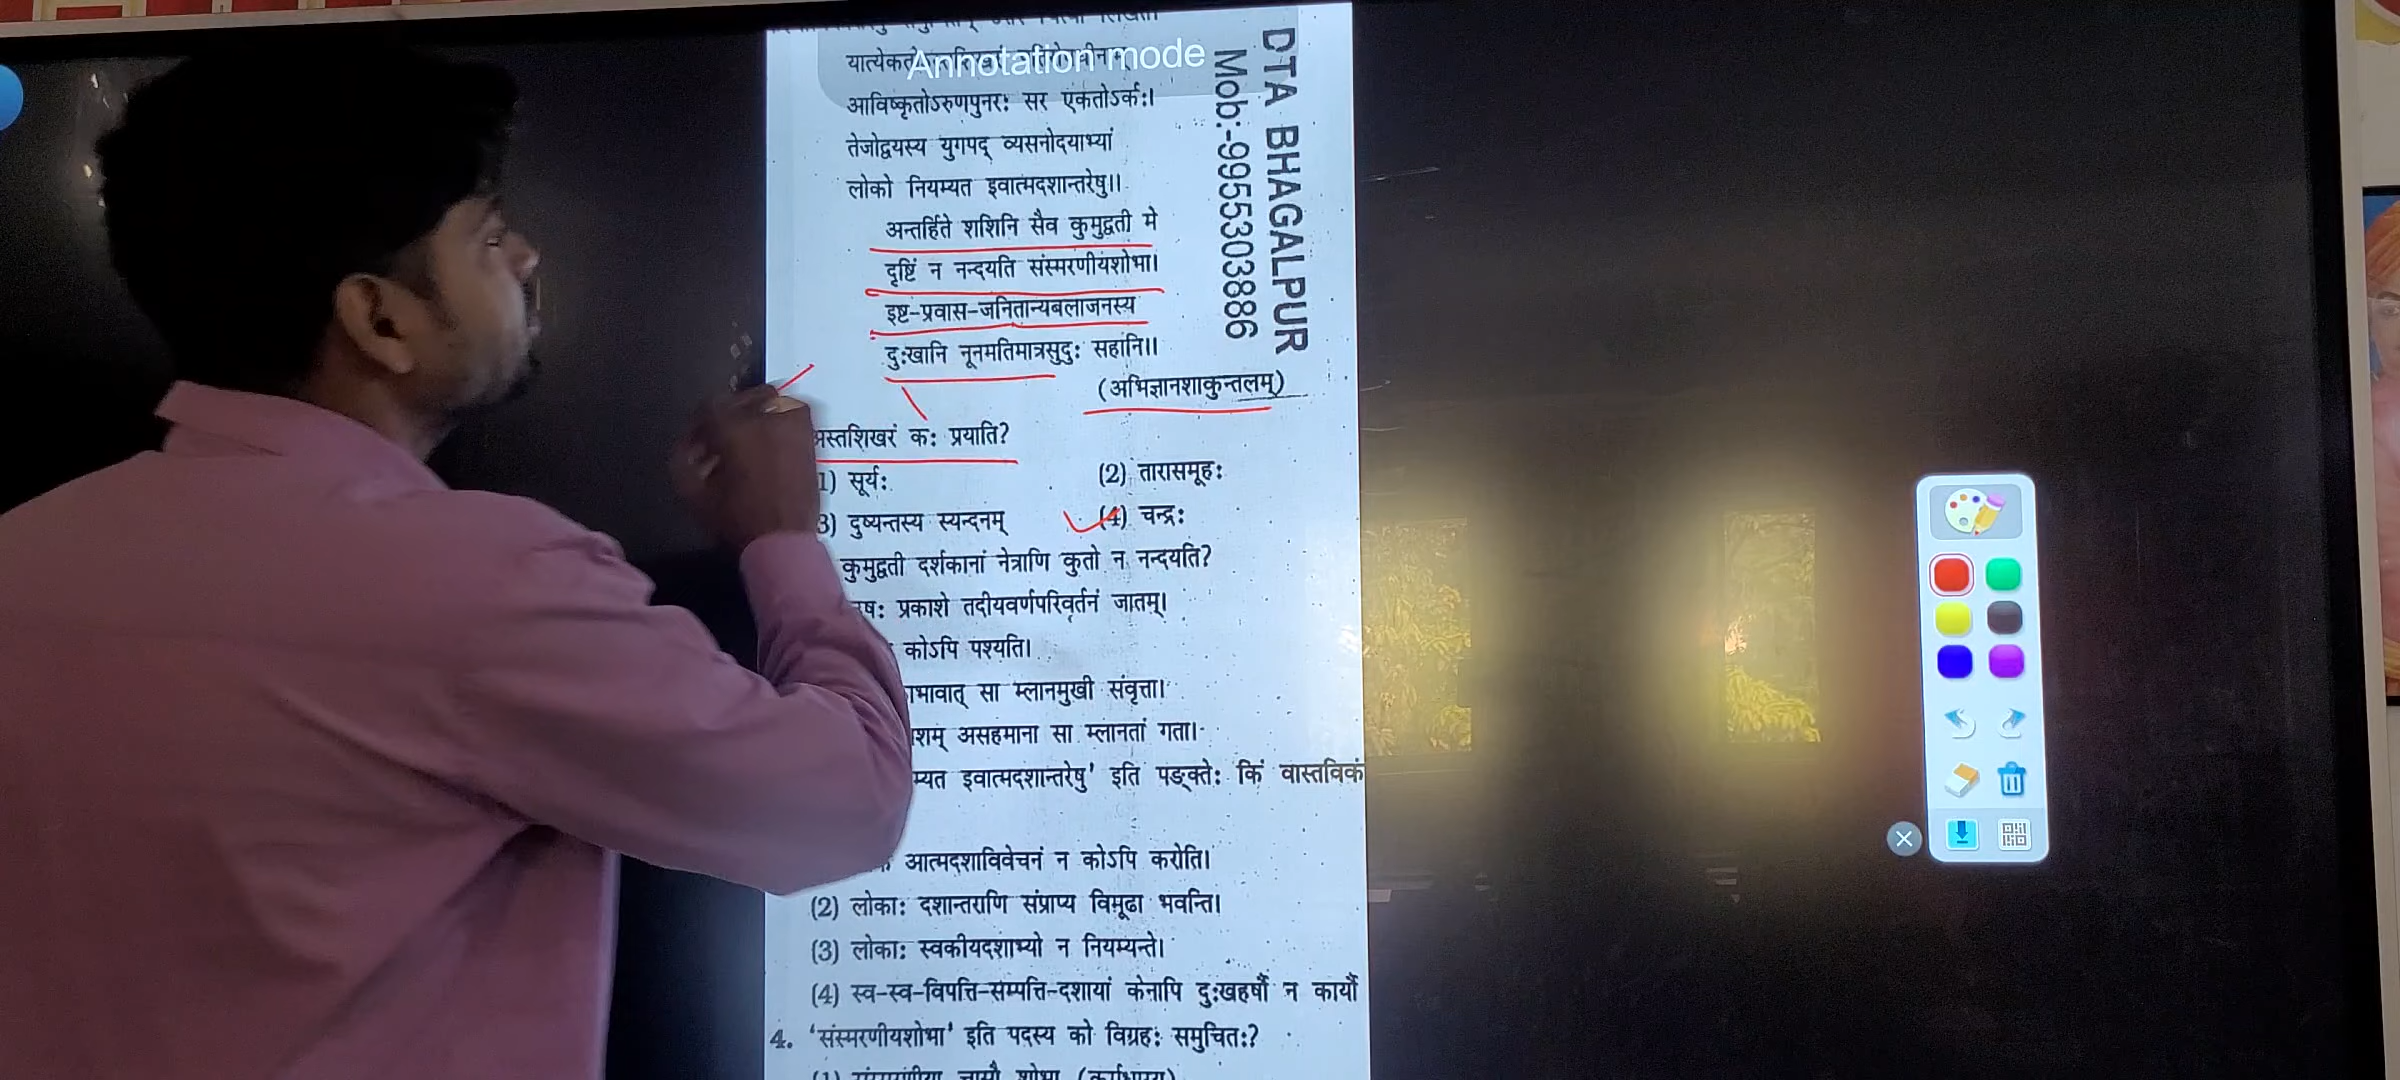 Annotation mode
आविष्कृतोऽरुणपुनरः सर एकतोऽर्कः।
तेजोद्वयस्य युगपद् व्यसनोदयाभ्यां
लोको नियम्यत इवात्मदशान्तरेषु।।
अन्तर्हिते शशिनि सैव कुमुद्वती मे
दृष्टिं न नन्दयति संस्मरणीयशोभा।
इष्ट-प्रवास-जनितान्यबलाजनस्य
दुःखानि नूनमतिमात्रसुदुः सहानि।।
(अभिज्ञानशाकुन्तलम्)
अस्तशिखरं कः प्रयाति?
1) सूर्यः
(2) तारासमूहः
3) दुष्यन्तस्य स्यन्दनम्
(4) चन्द्रः
कुमुद्वती दर्शकानां नेत्राणि कुतो न नन्दयति?
षः प्रकाशे तदीयवर्णपरिवर्तनं जातम्।
कोऽपि पश्यति।
भावात् सा म्लानमुखी संवृत्ता।
शम् असहमाना सा म्लानतां गता।
म्यत इवात्मदशान्तरेषु' इति पङ्क्तेः किं वास्तविकं
आत्मदशाविवेचनं न कोऽपि करोति।
(2) लोकाः दशान्तराणि संप्राप्य विमूढा भवन्ति।
(3) लोकाः स्वकीयदशाभ्यो न नियम्यन्ते।
(4) स्व-स्व-विपत्ति-सम्पत्ति-दशायां केनापि दुःखहर्षौ न कार्यौ
4. 'संस्मरणीयशोभा' इति पदस्य को विग्रहः समुचितः?
DTA BHAGALPUR
Mob:-9955303886